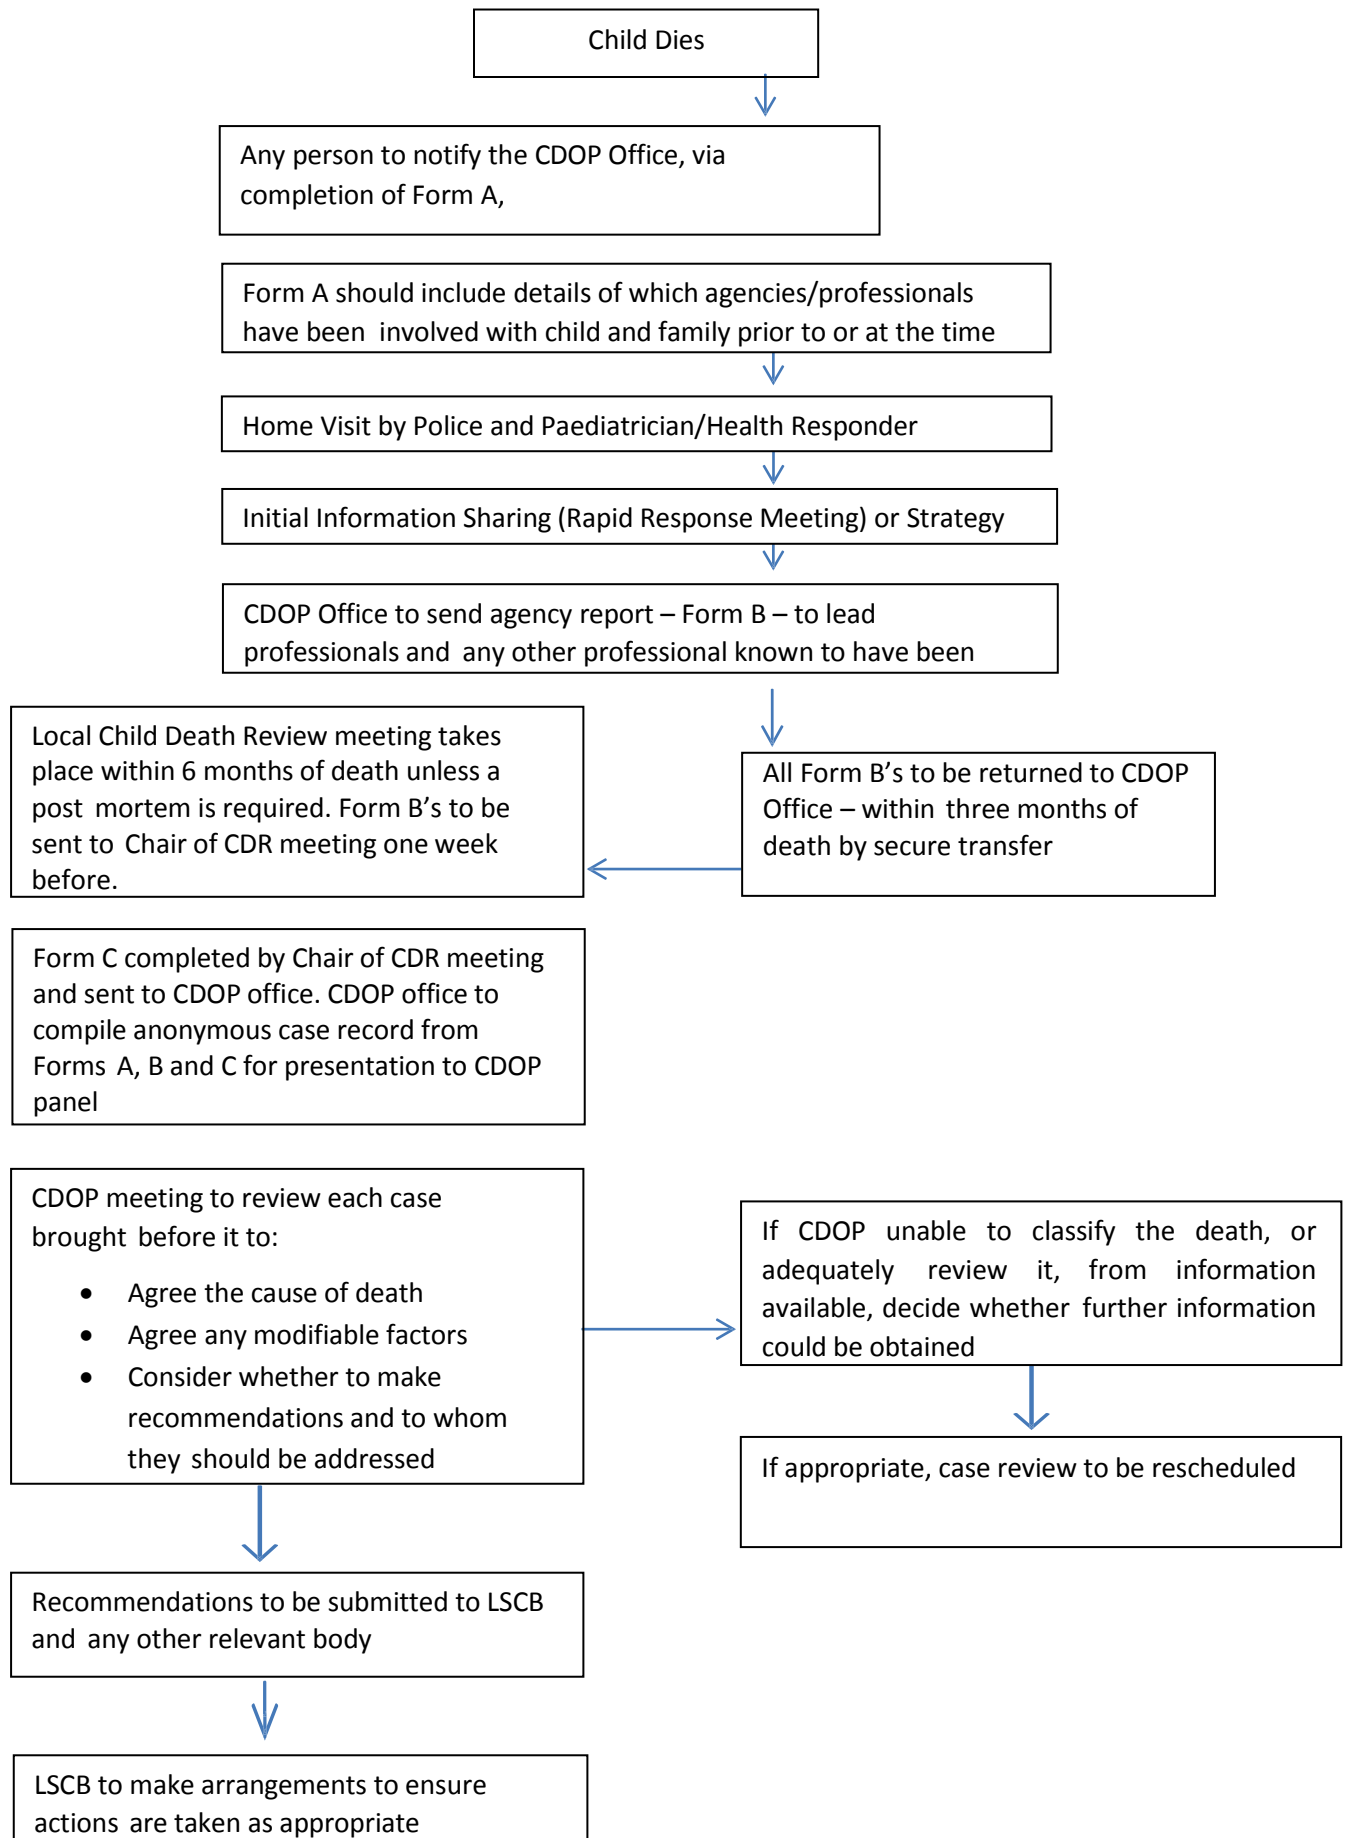 Child Dies
Any person to notify the CDOP Office, via
completion of Form A,
Form A should include details of which agencies/professionals
have been involved with child and family prior to or at the time
Home Visit by Police and Paediatrician/Health Responder
Initial Information Sharing (Rapid Response Meeting) or Strategy
CDOP Office to send agency report – Form B – to lead
professionals and any other professional known to have been
All Form B’s to be returned to CDOP
Office – within three months of
death by secure transfer
Local Child Death Review meeting takes
place within 6 months of death unless a
post mortem is required. Form B’s to be
sent to Chair of CDR meeting one week
before.
Form C completed by Chair of CDR meeting
and sent to CDOP office. CDOP office to
compile anonymous case record from
Forms A, B and C for presentation to CDOP
panel
CDOP meeting to review each case
brought before it to:
• Agree the cause of death
• Agree any modifiable factors
• Consider whether to make
recommendations and to whom
they should be addressed
If CDOP unable to classify the death, or
adequately review it, from information
available, decide whether further information
could be obtained
If appropriate, case review to be rescheduled
Recommendations to be submitted to LSCB
and any other relevant body
LSCB to make arrangements to ensure
actions are taken as appropriate